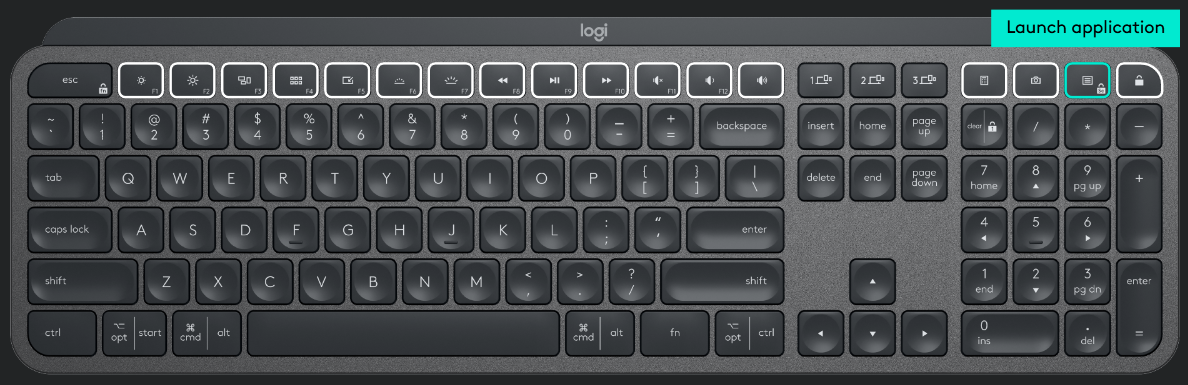 logi
Launch application
esc F1 F2 F3 F4 F5 F6 F7 F8 F9 F10 F11 F12 1 2 3
~ ` ! 1 @ 2 # 3 $ 4 % 5 ^ 6 & 7 * 8 ( 9 ) 0 _ - + = backspace insert home page up clear / * −
tab Q W E R T Y U I O P { [ } ] | \ delete end page down 7 home 8 9 pg up +
caps lock A S D F G H J K L : ; “ ‘ enter 4 5 6
shift Z X C V B N M < , > . ? / shift 1 end 2 3 pg dn enter =
ctrl opt start ⌘ cmd alt ⌘ cmd alt fn opt ctrl 0 ins . del